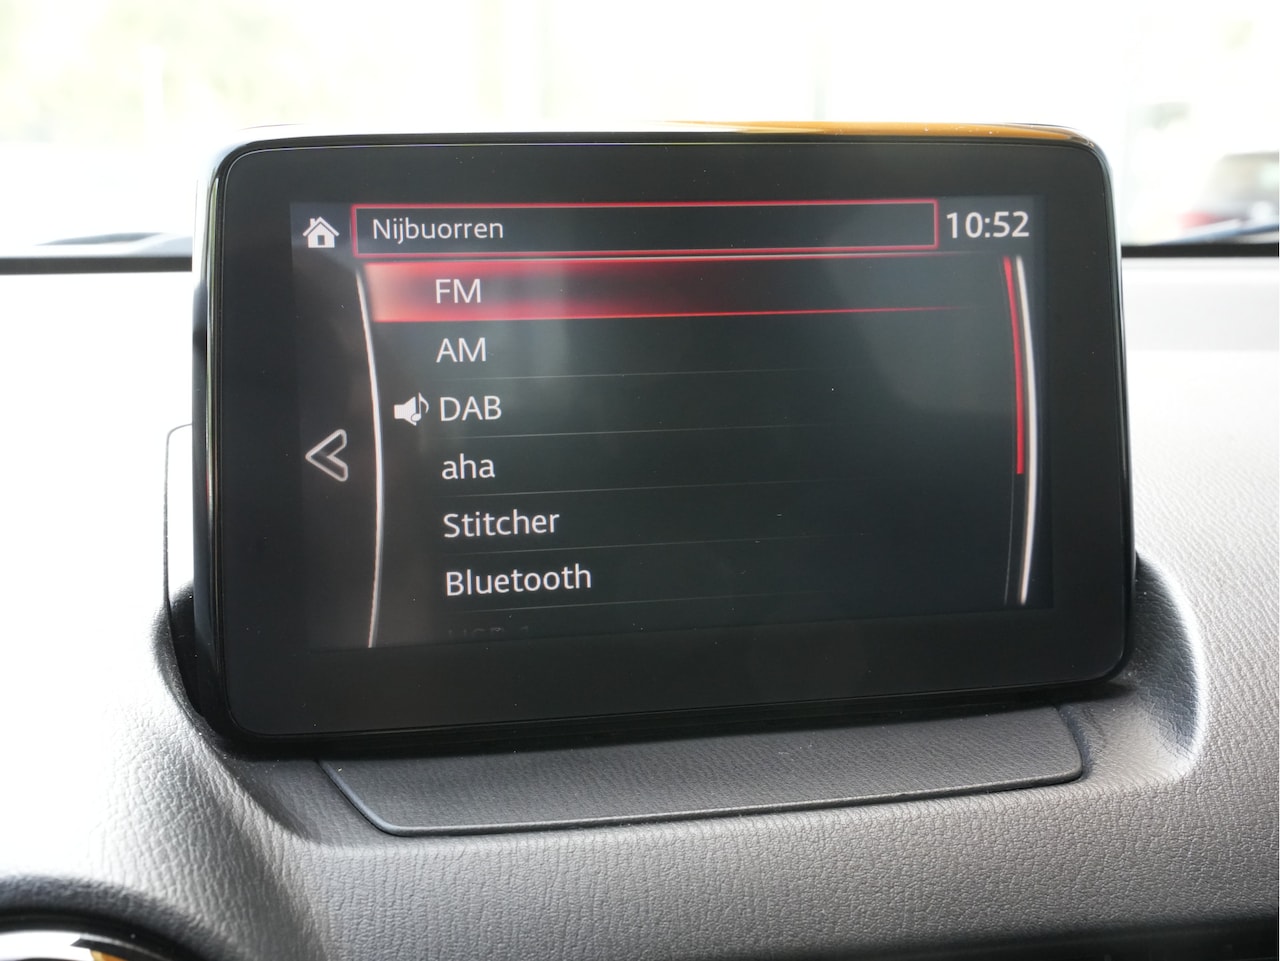 Nijbuorren
10:52
FM
AM
DAB
aha
Stitcher
Bluetooth